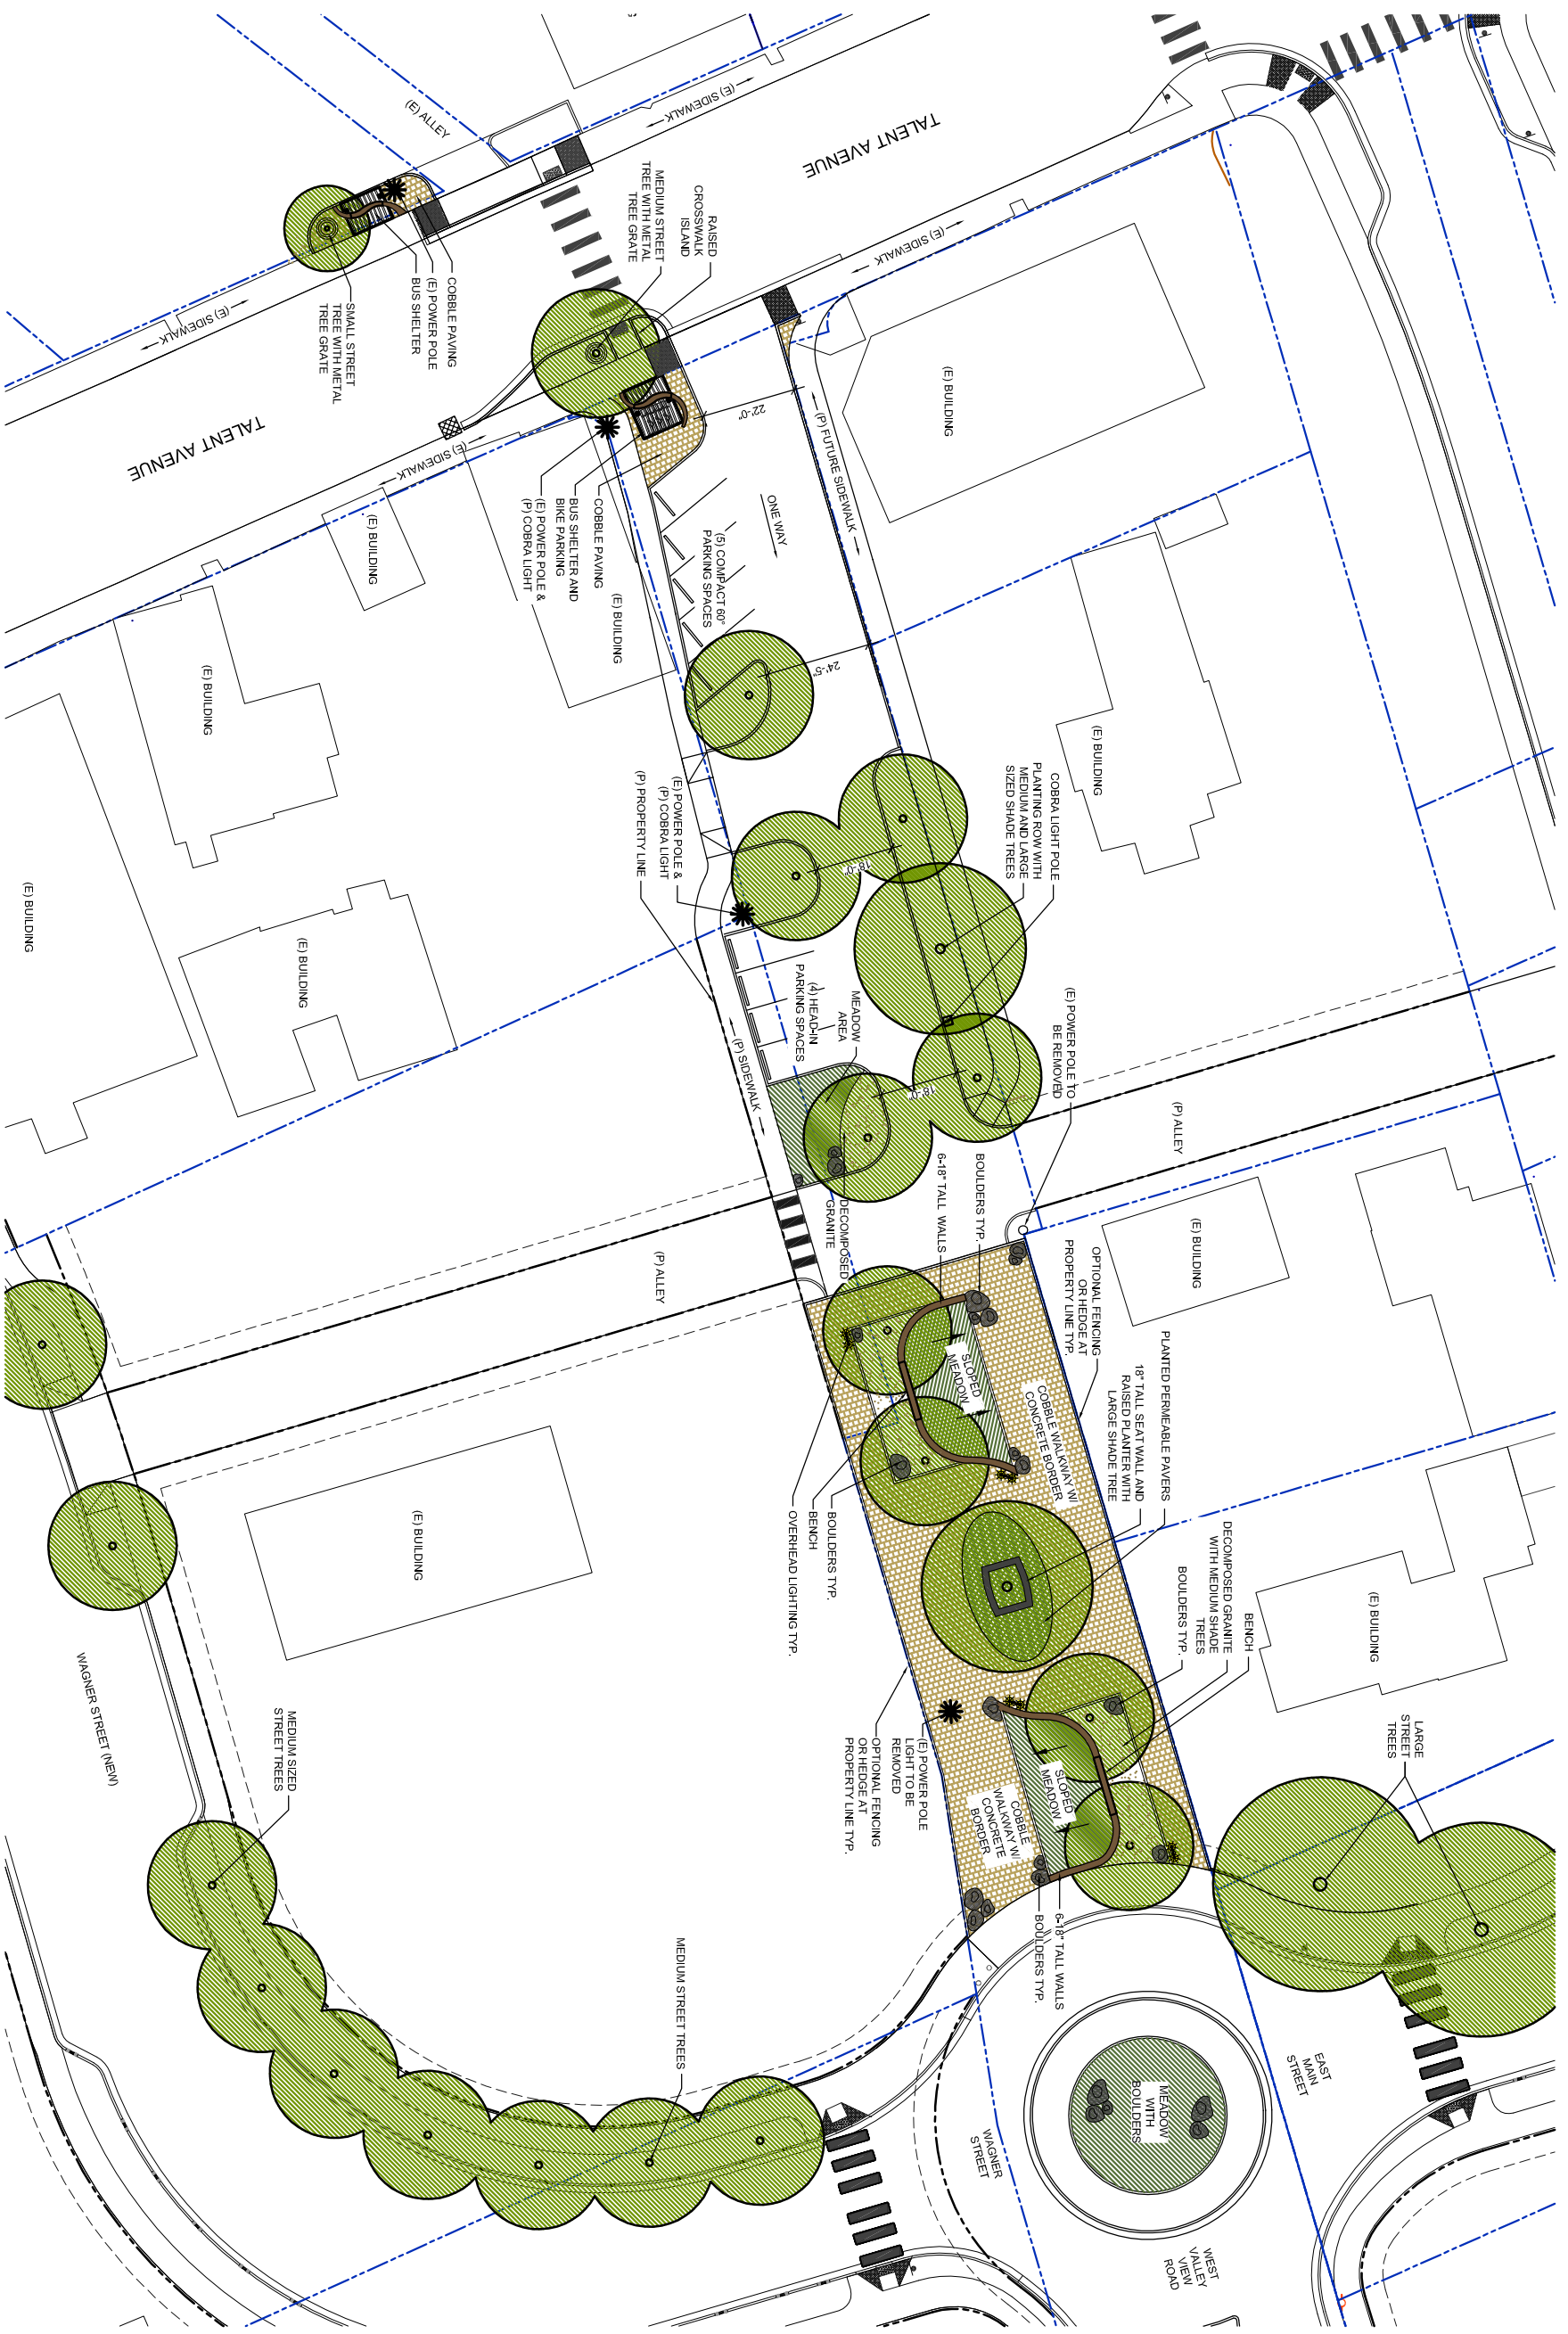 (E) ALLEY
(E) SIDEWALK
TALENT AVENUE
MEDIUM STREET
TREE WITH METAL
TREE GRATE
RAISED
CROSSWALK
ISLAND
(E) SIDEWALK
COBBLE PAVING
(E) POWER POLE
BUS SHELTER
SMALL STREET
TREE WITH METAL
TREE GRATE
(E) SIDEWALK
TALENT AVENUE
(E) SIDEWALK
(E) BUILDING
22'-0"
(P) FUTURE SIDEWALK
ONE WAY
(5) COMPACT 60°
PARKING SPACES
COBBLE PAVING
BUS SHELTER AND
BIKE PARKING
(E) POWER POLE &
(P) COBRA LIGHT
(E) BUILDING
(E) BUILDING
(E) BUILDING
24'-5"
(E) BUILDING
COBRA LIGHT POLE
PLANTING ROW WITH
MEDIUM AND LARGE
SIZED SHADE TREES
(E) POWER POLE &
(P) COBRA LIGHT
(P) PROPERTY LINE
18'-0"
(E) BUILDING
(E) BUILDING
MEADOW
AREA
(4) HEAD-IN
PARKING SPACES
(P) SIDEWALK
18'-0"
(E) POWER POLE TO
BE REMOVED
(P) ALLEY
DECOMPOSED
GRANITE
BOULDERS TYP.
6-18" TALL WALLS
(P) ALLEY
(E) BUILDING
OPTIONAL FENCING
OR HEDGE AT
PROPERTY LINE TYP.
SLOPED
MEADOW
COBBLE WALKWAY W/
CONCRETE BORDER
PLANTED PERMEABLE PAVERS
18" TALL SEAT WALL AND
RAISED PLANTER WITH
LARGE SHADE TREE
BOULDERS TYP.
BENCH
OVERHEAD LIGHTING TYP.
(E) BUILDING
BENCH
DECOMPOSED GRANITE
WITH MEDIUM SHADE
TREES
BOULDERS TYP.
(E) BUILDING
(E) POWER POLE
LIGHT TO BE
REMOVED
OPTIONAL FENCING
OR HEDGE AT
PROPERTY LINE TYP.
SLOPED
MEADOW
COBBLE
WALKWAY W/
CONCRETE
BORDER
LARGE
STREET
TREES
WAGNER STREET (NEW)
MEDIUM SIZED
STREET TREES
6-18" TALL WALLS
BOULDERS TYP.
MEDIUM STREET TREES
MEADOW
WITH
BOULDERS
EAST
MAIN
STREET
WAGNER
STREET
WEST
VALLEY
VIEW
ROAD